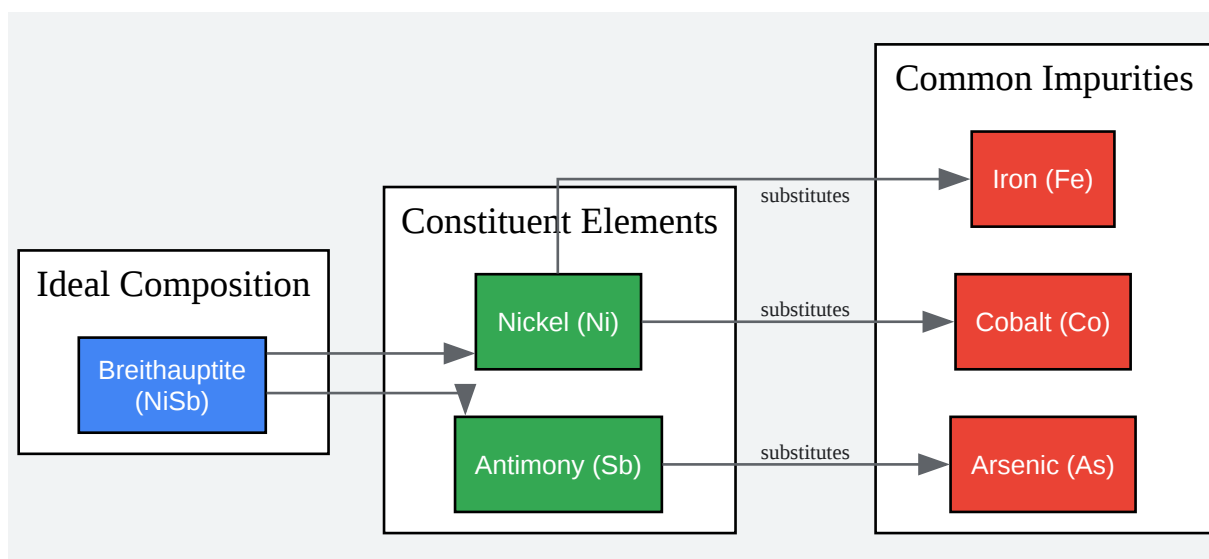 Ideal Composition
Breithauptite
(NiSb)
Constituent Elements
Nickel (Ni)
Antimony (Sb)
substitutes
substitutes
substitutes
Common Impurities
Iron (Fe)
Cobalt (Co)
Arsenic (As)